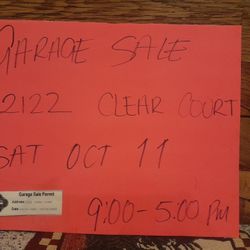 GARAGE SALE
2122 CLEAR COURT
SAT OCT 11
Garage Sale Permit
9:00-5:00 PM